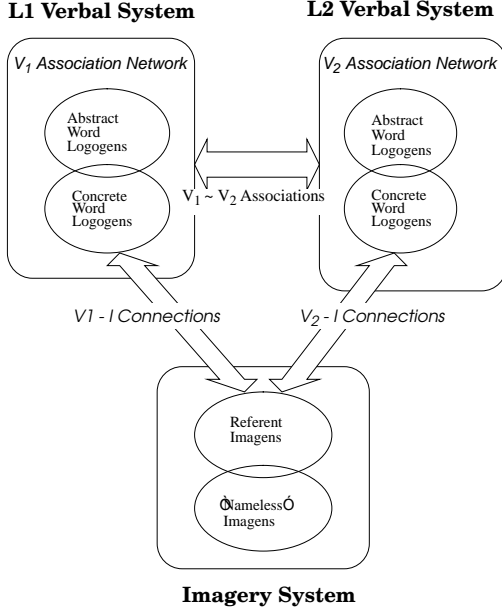 L1 Verbal System
L2 Verbal System
V1 Association Network
V2 Association Network
Abstract
Word
Logogens
Abstract
Word
Logogens
Concrete
Word
Logogens
Concrete
Word
Logogens
V1 ~ V2 Associations
V1 - I Connections
V2 - I Connections
Referent
Imagens
ÒNamelessÓ
Imagens
Imagery System